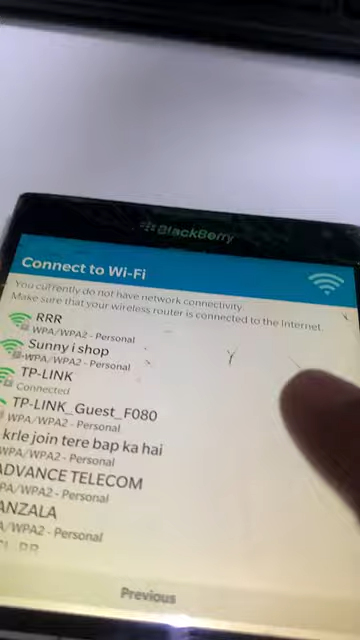 BlackBerry
Connect to Wi-Fi
You currently do not have network connectivity.
Make sure that your wireless router is connected to the Internet.
RRR
WPA/WPA2 - Personal
Sunny i shop
WPA/WPA2 - Personal
TP-LINK
Connected
TP-LINK_Guest_F080
WPA/WPA2 - Personal
krle join tere bap ka hai
WPA/WPA2 - Personal
ADVANCE TELECOM
WPA/WPA2 - Personal
ANZALA
WPA/WPA2 - Personal
Previous